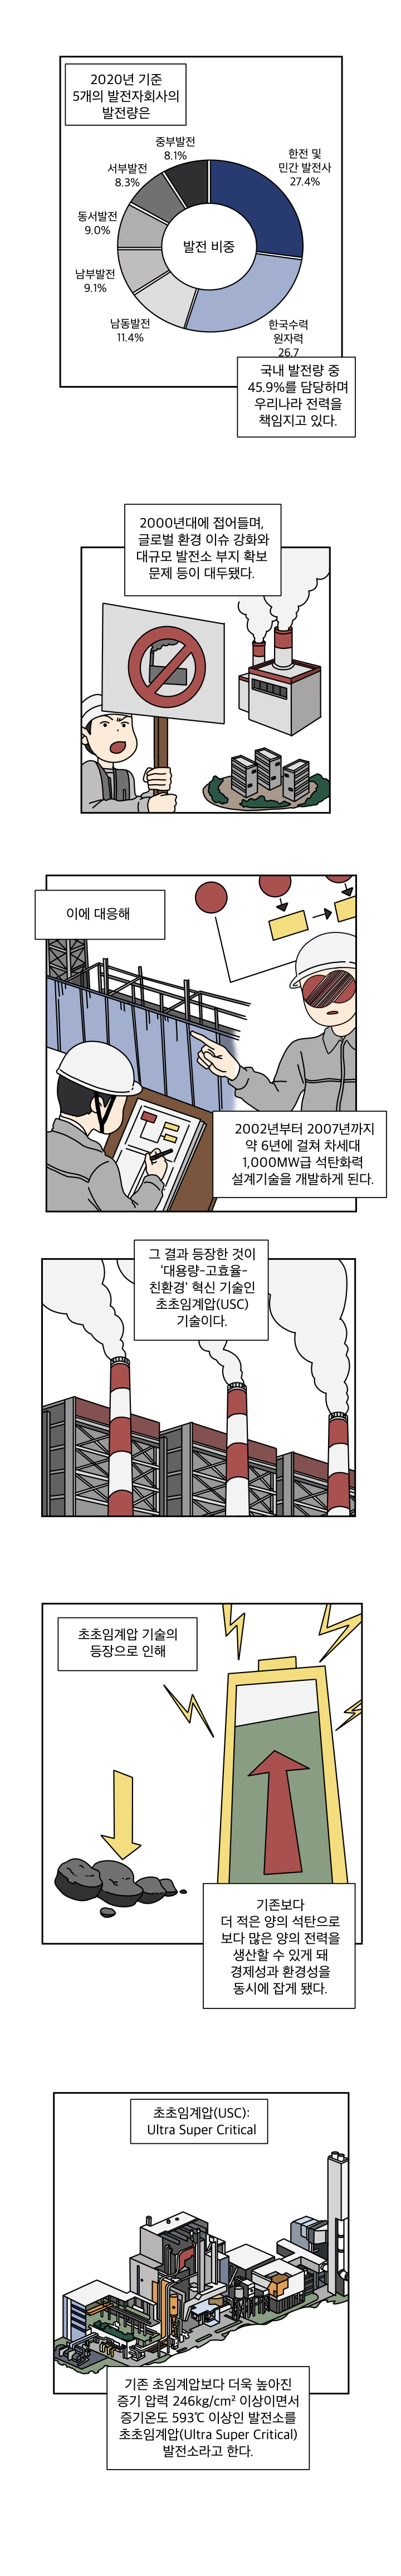 2020년 기준
5개의 발전자회사의
발전량은
중부발전
8.1%
서부발전
8.3%
동서발전
9.0%
남부발전
9.1%
남동발전
11.4%
한전 및
민간 발전사
27.4%
발전 비중
한국수력
원자력
26.7
국내 발전량 중
45.9%를 담당하며
우리나라 전력을
책임지고 있다.
2000년대에 접어들며,
글로벌 환경 이슈 강화와
대규모 발전소 부지 확보
문제 등이 대두됐다.
이에 대응해
2002년부터 2007년까지
약 6년에 걸쳐 차세대
1,000MW급 석탄화력
설계기술을 개발하게 된다.
그 결과 등장한 것이
‘대용량-고효율-
친환경’ 혁신 기술인
초초임계압(USC)
기술이다.
초초임계압 기술의
등장으로 인해
기존보다
더 적은 양의 석탄으로
보다 많은 양의 전력을
생산할 수 있게 돼
경제성과 환경성을
동시에 잡게 됐다.
초초임계압(USC):
Ultra Super Critical
기존 초임계압보다 더욱 높아진
증기 압력 246kg/cm² 이상이면서
증기온도 593℃ 이상인 발전소를
초초임계압(Ultra Super Critical)
발전소라고 한다.